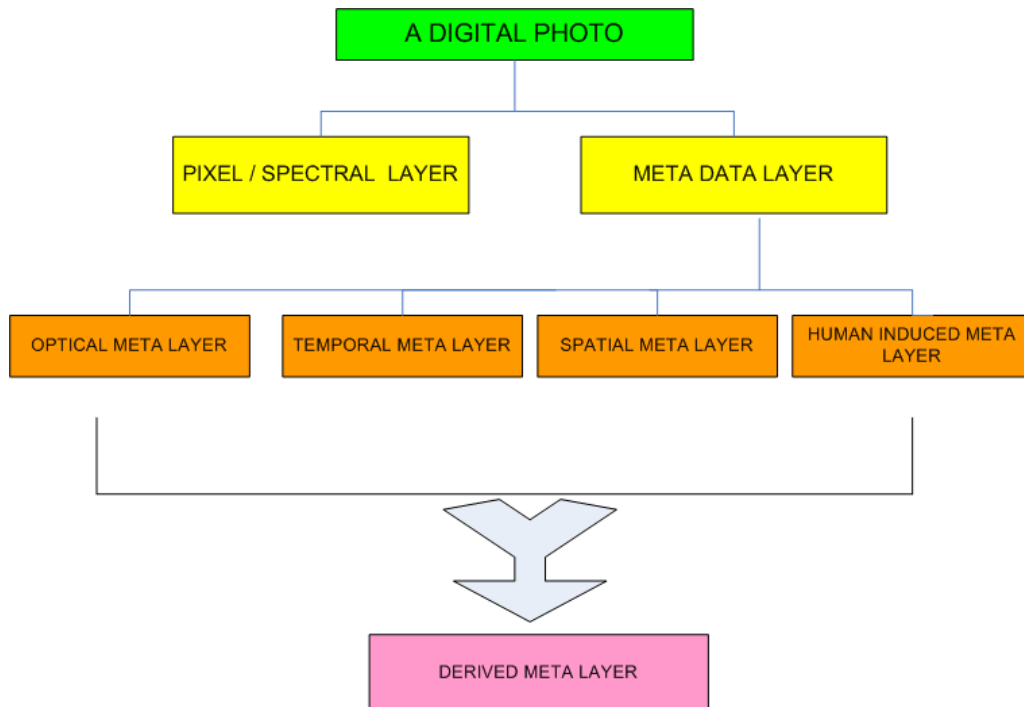 A DIGITAL PHOTO
PIXEL / SPECTRAL LAYER
META DATA LAYER
OPTICAL META LAYER
TEMPORAL META LAYER
SPATIAL META LAYER
HUMAN INDUCED META
LAYER
DERIVED META LAYER